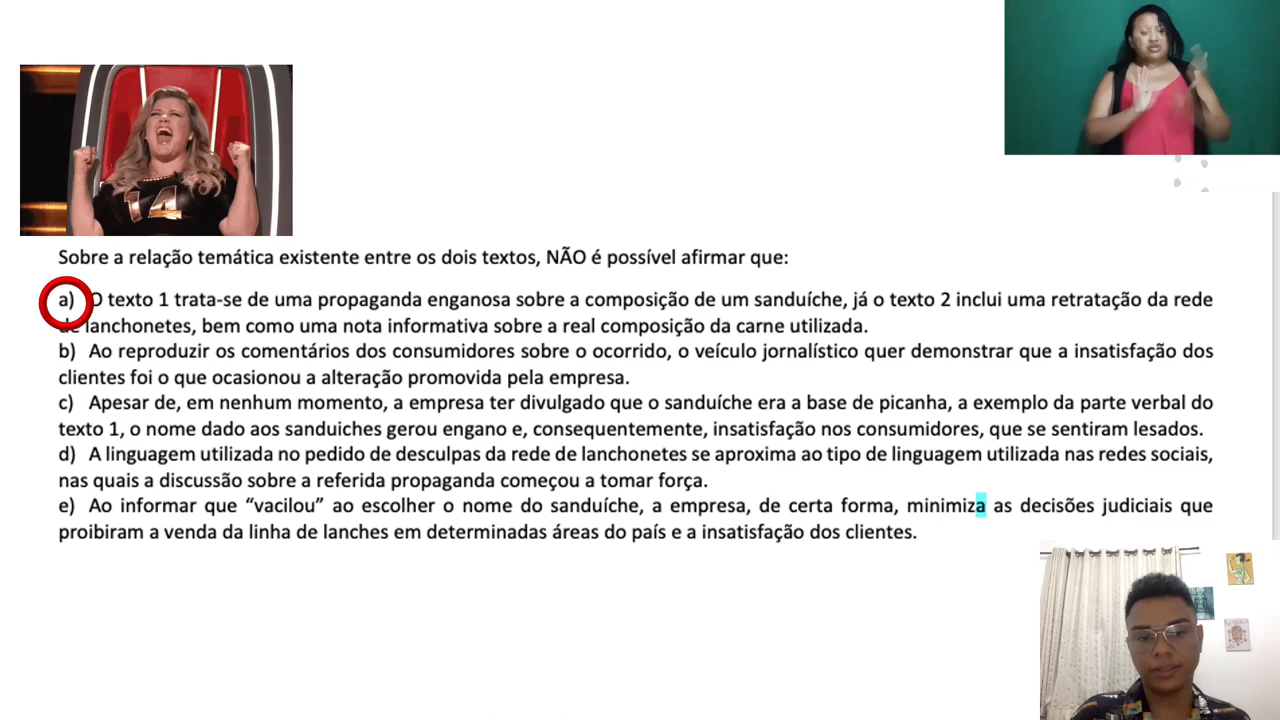 14
Sobre a relação temática existente entre os dois textos, NÃO é possível afirmar que:
a) O texto 1 trata-se de uma propaganda enganosa sobre a composição de um sanduíche, já o texto 2 inclui uma retratação da rede
de lanchonetes, bem como uma nota informativa sobre a real composição da carne utilizada.
b) Ao reproduzir os comentários dos consumidores sobre o ocorrido, o veículo jornalístico quer demonstrar que a insatisfação dos
clientes foi o que ocasionou a alteração promovida pela empresa.
c) Apesar de, em nenhum momento, a empresa ter divulgado que o sanduíche era a base de picanha, a exemplo da parte verbal do
texto 1, o nome dado aos sanduiches gerou engano e, consequentemente, insatisfação nos consumidores, que se sentiram lesados.
d) A linguagem utilizada no pedido de desculpas da rede de lanchonetes se aproxima ao tipo de linguagem utilizada nas redes sociais,
nas quais a discussão sobre a referida propaganda começou a tomar força.
e) Ao informar que “vacilou” ao escolher o nome do sanduíche, a empresa, de certa forma, minimiza as decisões judiciais que
proibiram a venda da linha de lanches em determinadas áreas do país e a insatisfação dos clientes.